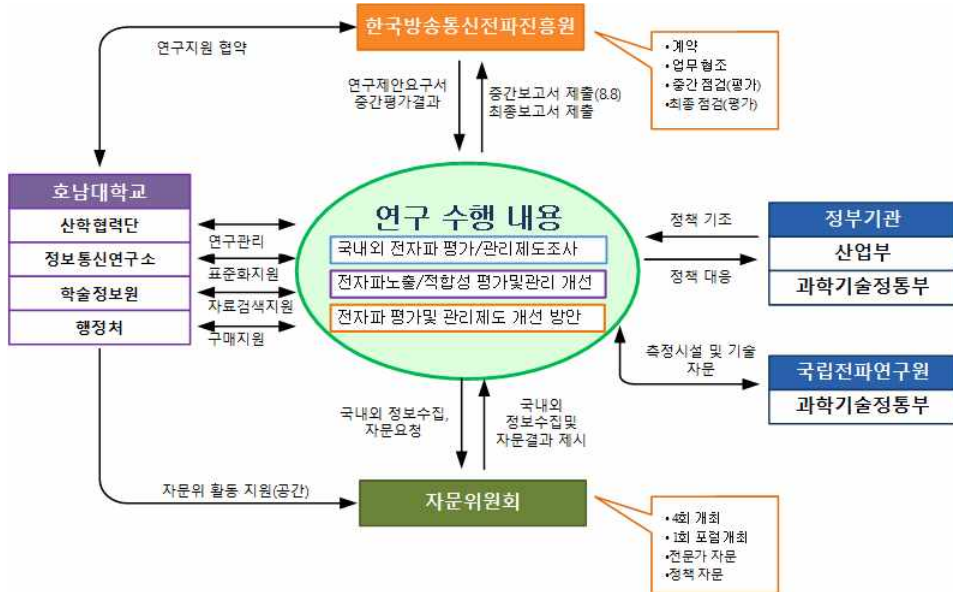 한국방송통신전파진흥원
연구지원 협약
•계약
•업무 협조
•중간 점검(평가)
•최종 점검(평가)
연구제안요구서
중간평가결과
중간보고서 제출(8.8)
최종보고서 제출
호남대학교
산학협력단
정보통신연구소
학술정보원
행정처
연구관리
표준화지원
자료검색지원
구매지원
연구 수행 내용
국내외 전자파 평가/관리제도조사
전자파노출/적합성 평가및관리 개선
전자파 평가및 관리제도 개선 방안
정책 기조
정책 대응
정부기관
산업부
과학기술정통부
측정시설 및 기술
자문
국립전파연구원
과학기술정통부
국내외 정보수집,
자문요청
국내외
정보수집및
자문결과 제시
자문위 활동 지원(공간)
자문위원회
•4회 개최
•1회 포럼 개최
•전문가 자문
•정책 자문